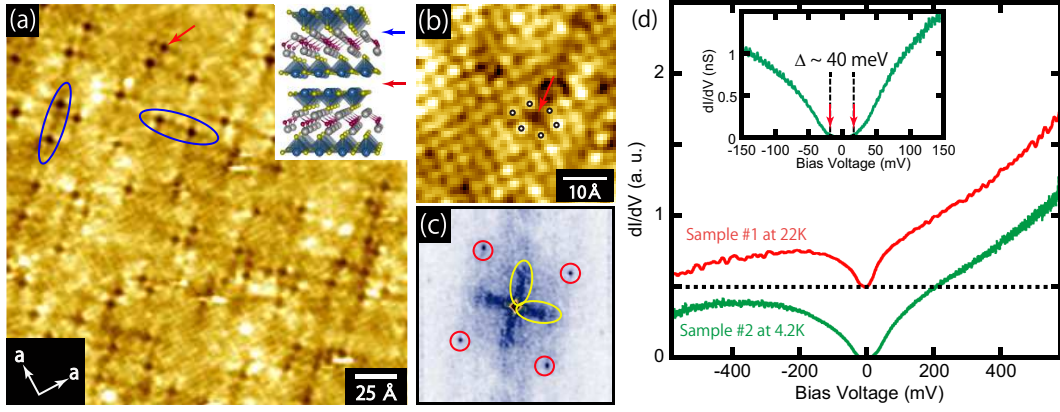 (a)
a
a
25 Å
(b)
10 Å
(c)
(d)
dI/dV (a. u.)
2
1
0
Sample #1 at 22K
Sample #2 at 4.2K
-400 -200 0 200 400
Bias Voltage (mV)
dI/dV (nS)
1
0.5
0
Δ ~ 40 meV
-150 -100 -50 0 50 100 150
Bias Voltage (mV)